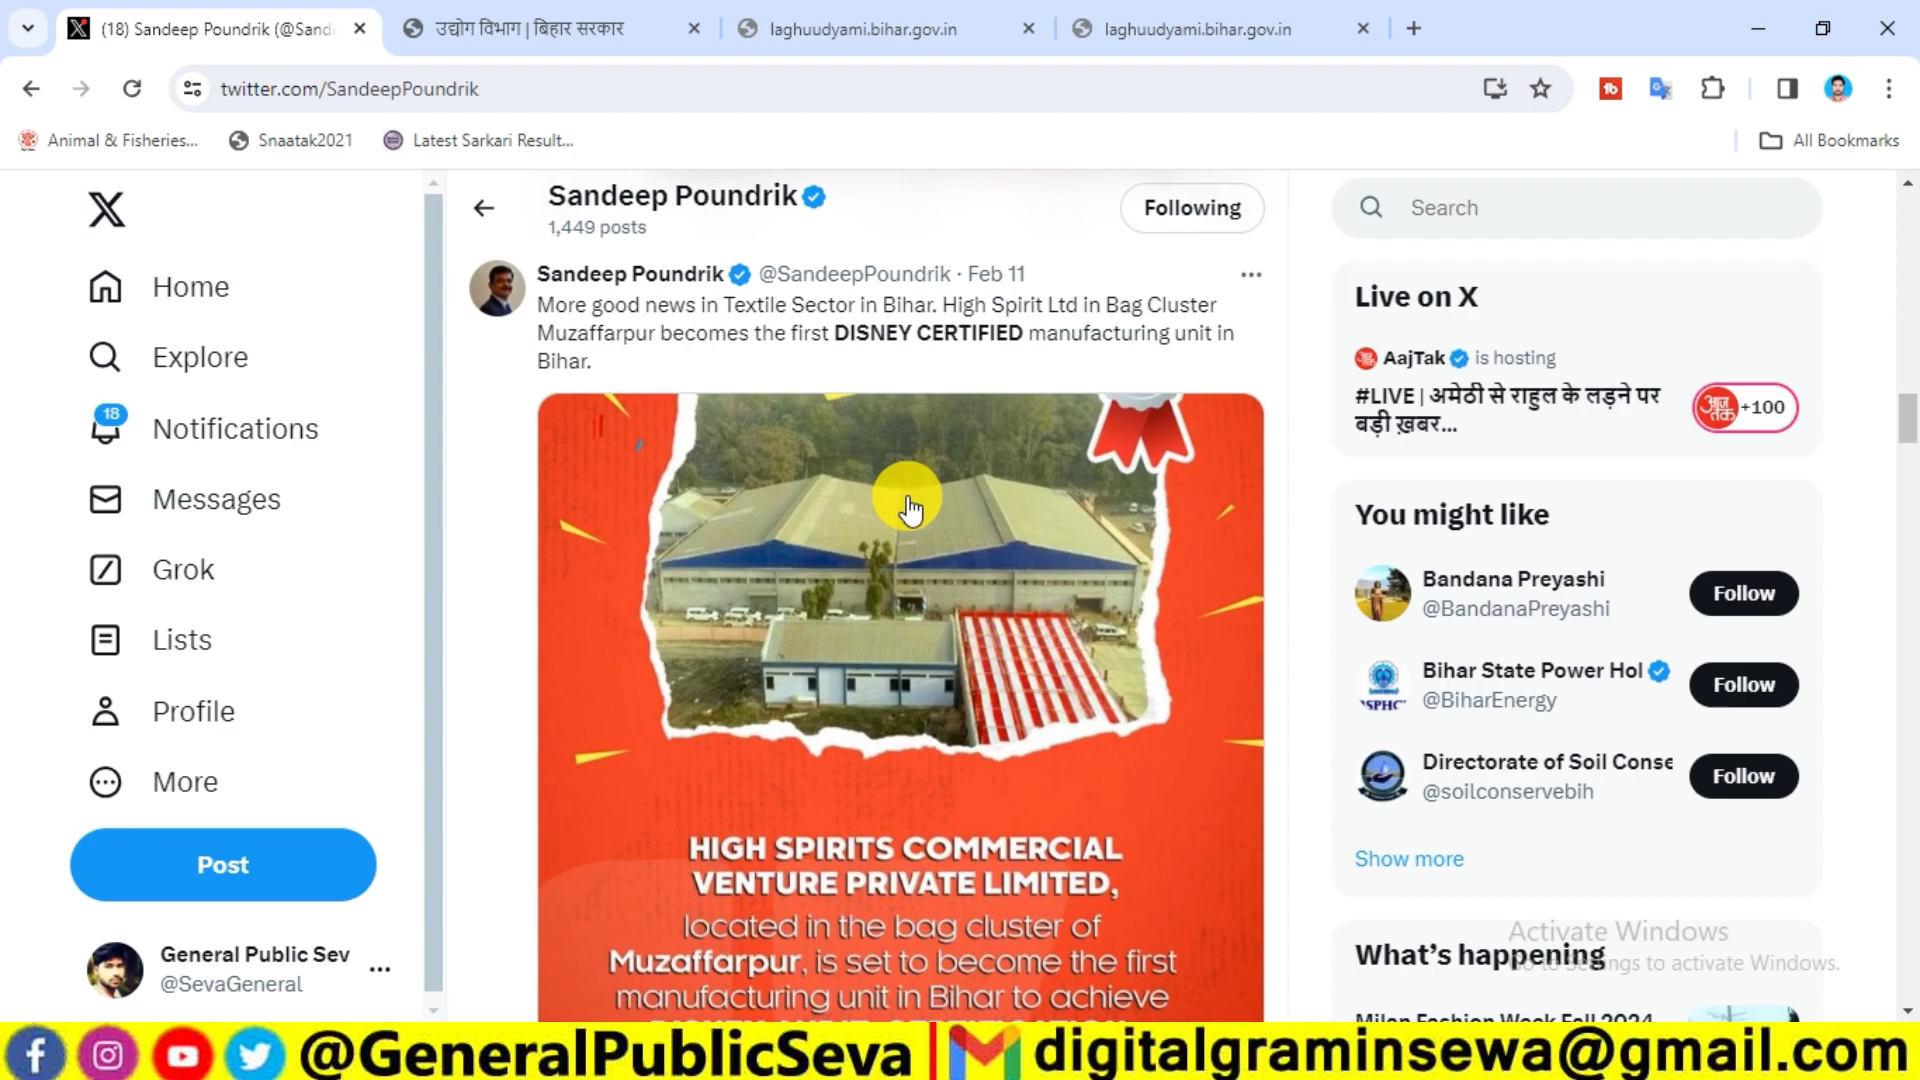 (18) Sandeep Poundrik (@Sand
उद्योग विभाग | बिहार सरकार
laghuudyami.bihar.gov.in
laghuudyami.bihar.gov.in
twitter.com/SandeepPoundrik
Animal & Fisheries...
Snaatak2021
Latest Sarkari Result...
All Bookmarks
Home
Explore
18
Notifications
Messages
Grok
Lists
Profile
More
Post
General Public Sev
@SevaGeneral
Sandeep Poundrik
1,449 posts
Following
Sandeep Poundrik @SandeepPoundrik · Feb 11
More good news in Textile Sector in Bihar. High Spirit Ltd in Bag Cluster
Muzaffarpur becomes the first DISNEY CERTIFIED manufacturing unit in
Bihar.
HIGH SPIRITS COMMERCIAL
VENTURE PRIVATE LIMITED,
located in the bag cluster of
Muzaffarpur, is set to become the first
manufacturing unit in Bihar to achieve
Search
Live on X
AajTak is hosting
#LIVE | अमेठी से राहुल के लड़ने पर
बड़ी ख़बर...
आज तक +100
You might like
Bandana Preyashi
@BandanaPreyashi
Follow
Bihar State Power Hol
@BiharEnergy
Follow
Directorate of Soil Conse
@soilconservebih
Follow
Show more
What's happening
Activate Windows
Go to Settings to activate Windows.
Milan Fashion Week Fall 2024
@GeneralPublicSeva
digitalgraminsewa@gmail.com